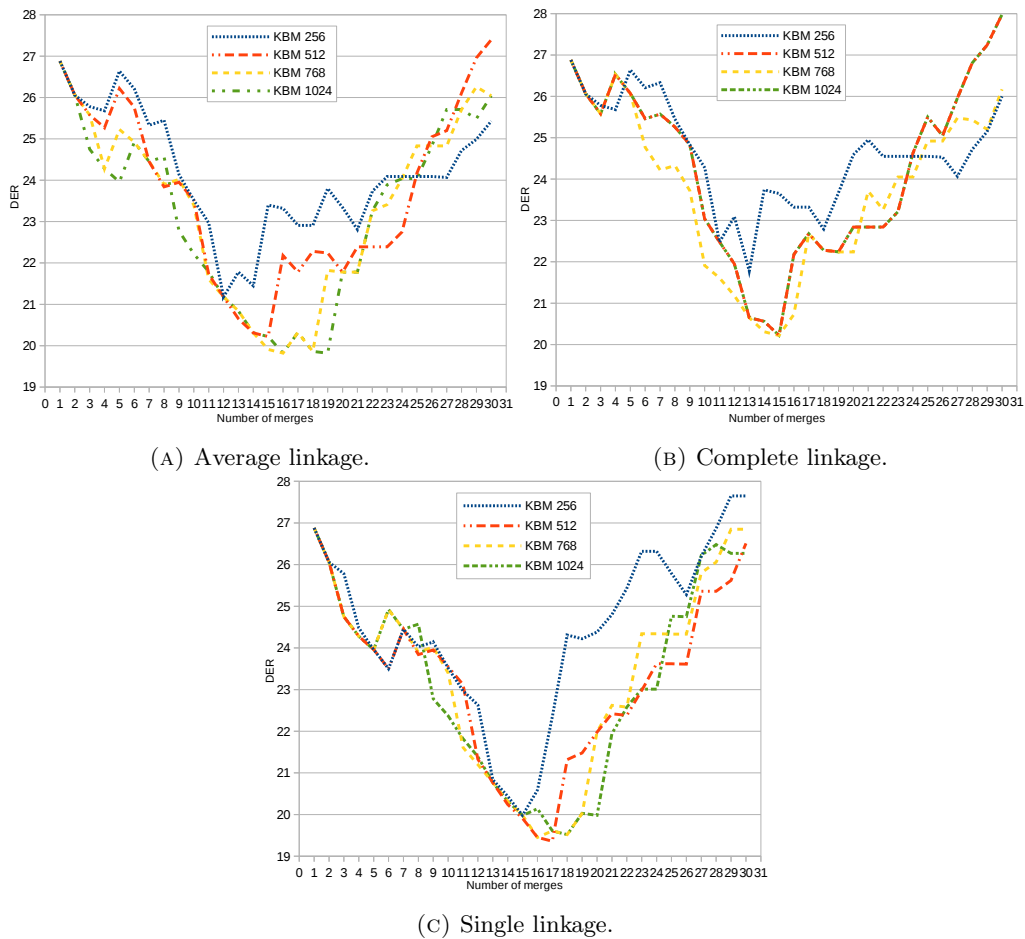 28
27
26
25
24
23
22
21
20
19
DER
KBM 256
KBM 512
KBM 768
KBM 1024
0 1 2 3 4 5 6 7 8 9 10 11 12 13 14 15 16 17 18 19 20 21 22 23 24 25 26 27 28 29 30 31
Number of merges
(A) Average linkage.
28
27
26
25
24
23
22
21
20
19
DER
KBM 256
KBM 512
KBM 768
KBM 1024
0 1 2 3 4 5 6 7 8 9 10 11 12 13 14 15 16 17 18 19 20 21 22 23 24 25 26 27 28 29 30 31
Number of merges
(B) Complete linkage.
28
27
26
25
24
23
22
21
20
19
DER
KBM 256
KBM 512
KBM 768
KBM 1024
0 1 2 3 4 5 6 7 8 9 10 11 12 13 14 15 16 17 18 19 20 21 22 23 24 25 26 27 28 29 30 31
Number of merges
(C) Single linkage.